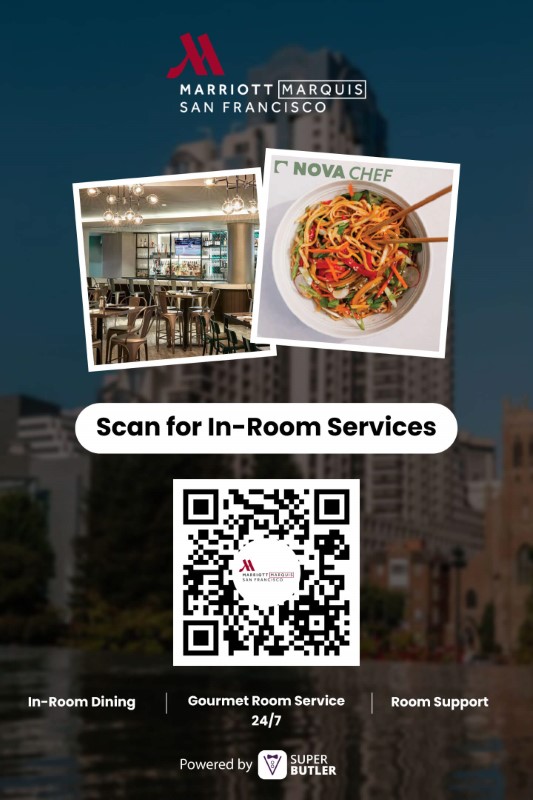 MARRIOTT MARQUIS
SAN FRANCISCO
NOVA CHEF
Scan for In-Room Services
MARRIOTT MARQUIS
SAN FRANCISCO
In-Room Dining
Gourmet Room Service
24/7
Room Support
Powered by
SUPER
BUTLER